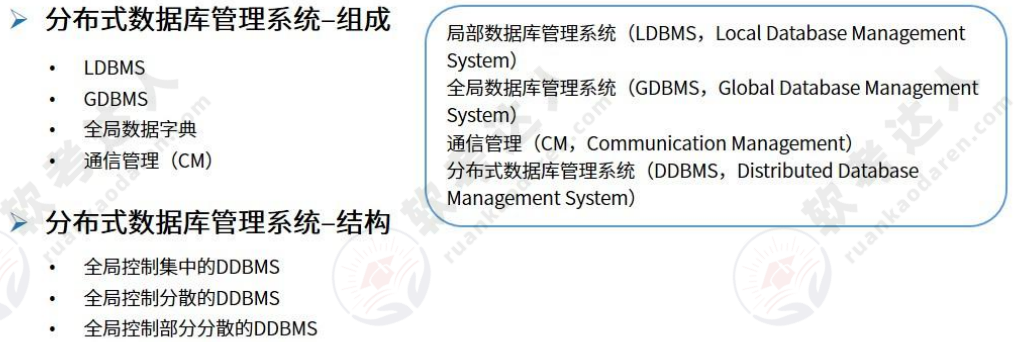 分布式数据库管理系统–组成
• LDBMS
• GDBMS
• 全局数据字典
• 通信管理（CM）
局部数据库管理系统（LDBMS，Local Database Management
System）
全局数据库管理系统（GDBMS，Global Database Management
System）
通信管理（CM，Communication Management）
分布式数据库管理系统（DDBMS，Distributed Database
Management System）
分布式数据库管理系统–结构
• 全局控制集中的DDBMS
• 全局控制分散的DDBMS
• 全局控制部分分散的DDBMS
软考达人
ruankaodaren.com
软考达人
ruankaodaren.com
软考达人
ruankaodaren.com